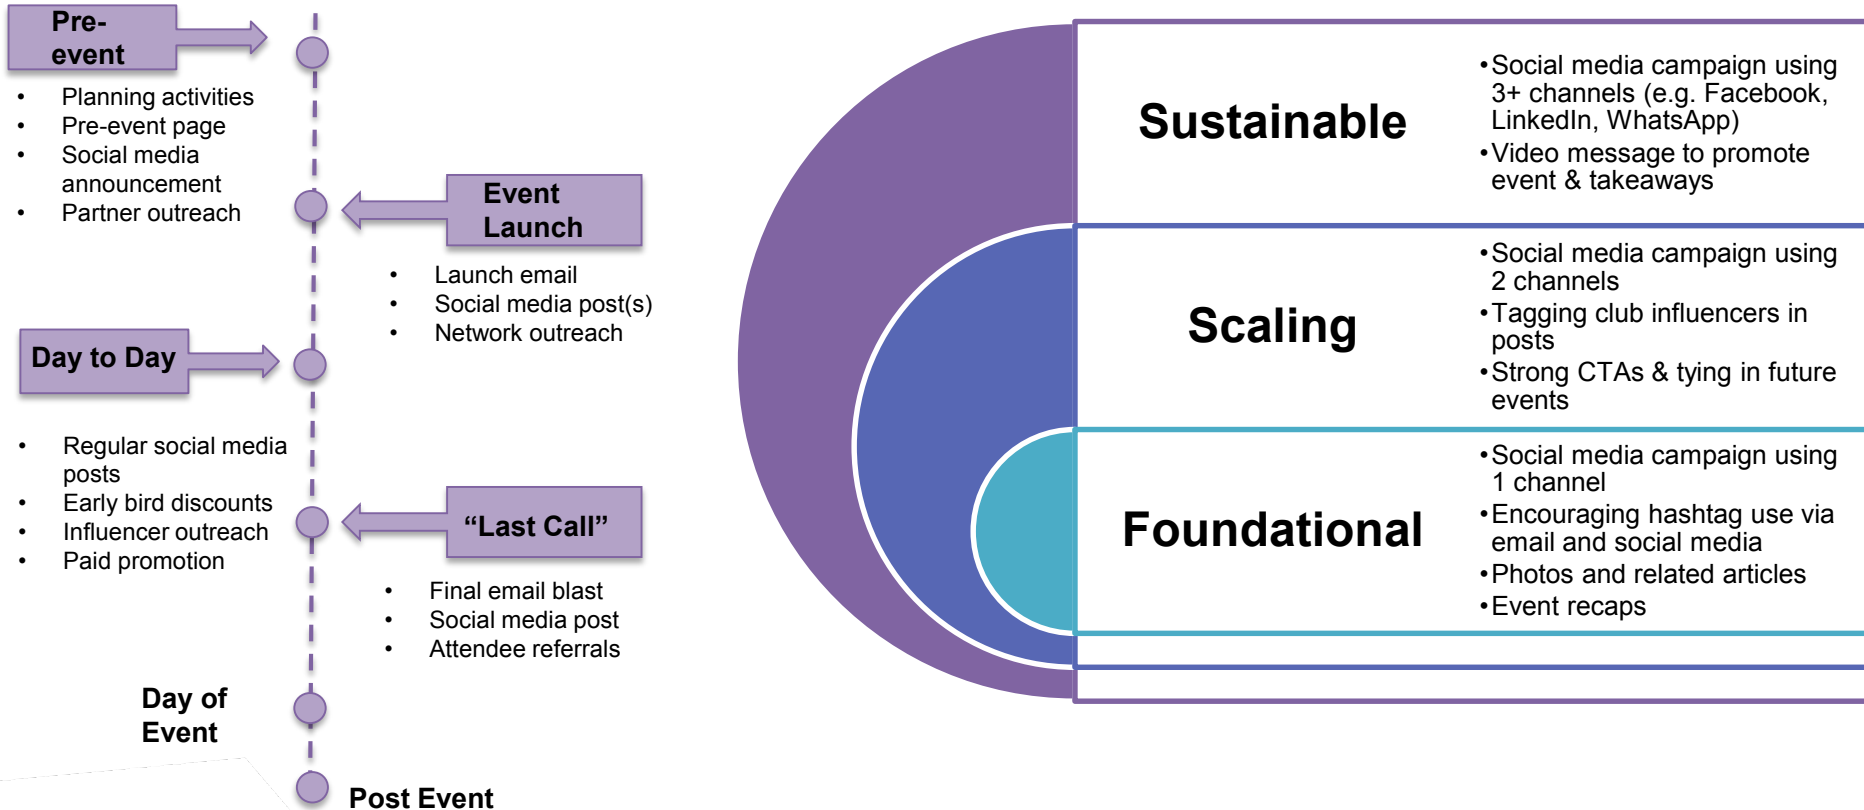 Pre-
event
• Planning activities
• Pre-event page
• Social media
announcement
• Partner outreach
Event
Launch
• Launch email
• Social media post(s)
• Network outreach
Day to Day
• Regular social media
posts
• Early bird discounts
• Influencer outreach
• Paid promotion
“Last Call”
• Final email blast
• Social media post
• Attendee referrals
Day of
Event
Post Event
Sustainable
•Social media campaign using
3+ channels (e.g. Facebook,
LinkedIn, WhatsApp)
•Video message to promote
event & takeaways
Scaling
•Social media campaign using
2 channels
•Tagging club influencers in
posts
•Strong CTAs & tying in future
events
Foundational
•Social media campaign using
1 channel
•Encouraging hashtag use via
email and social media
•Photos and related articles
•Event recaps